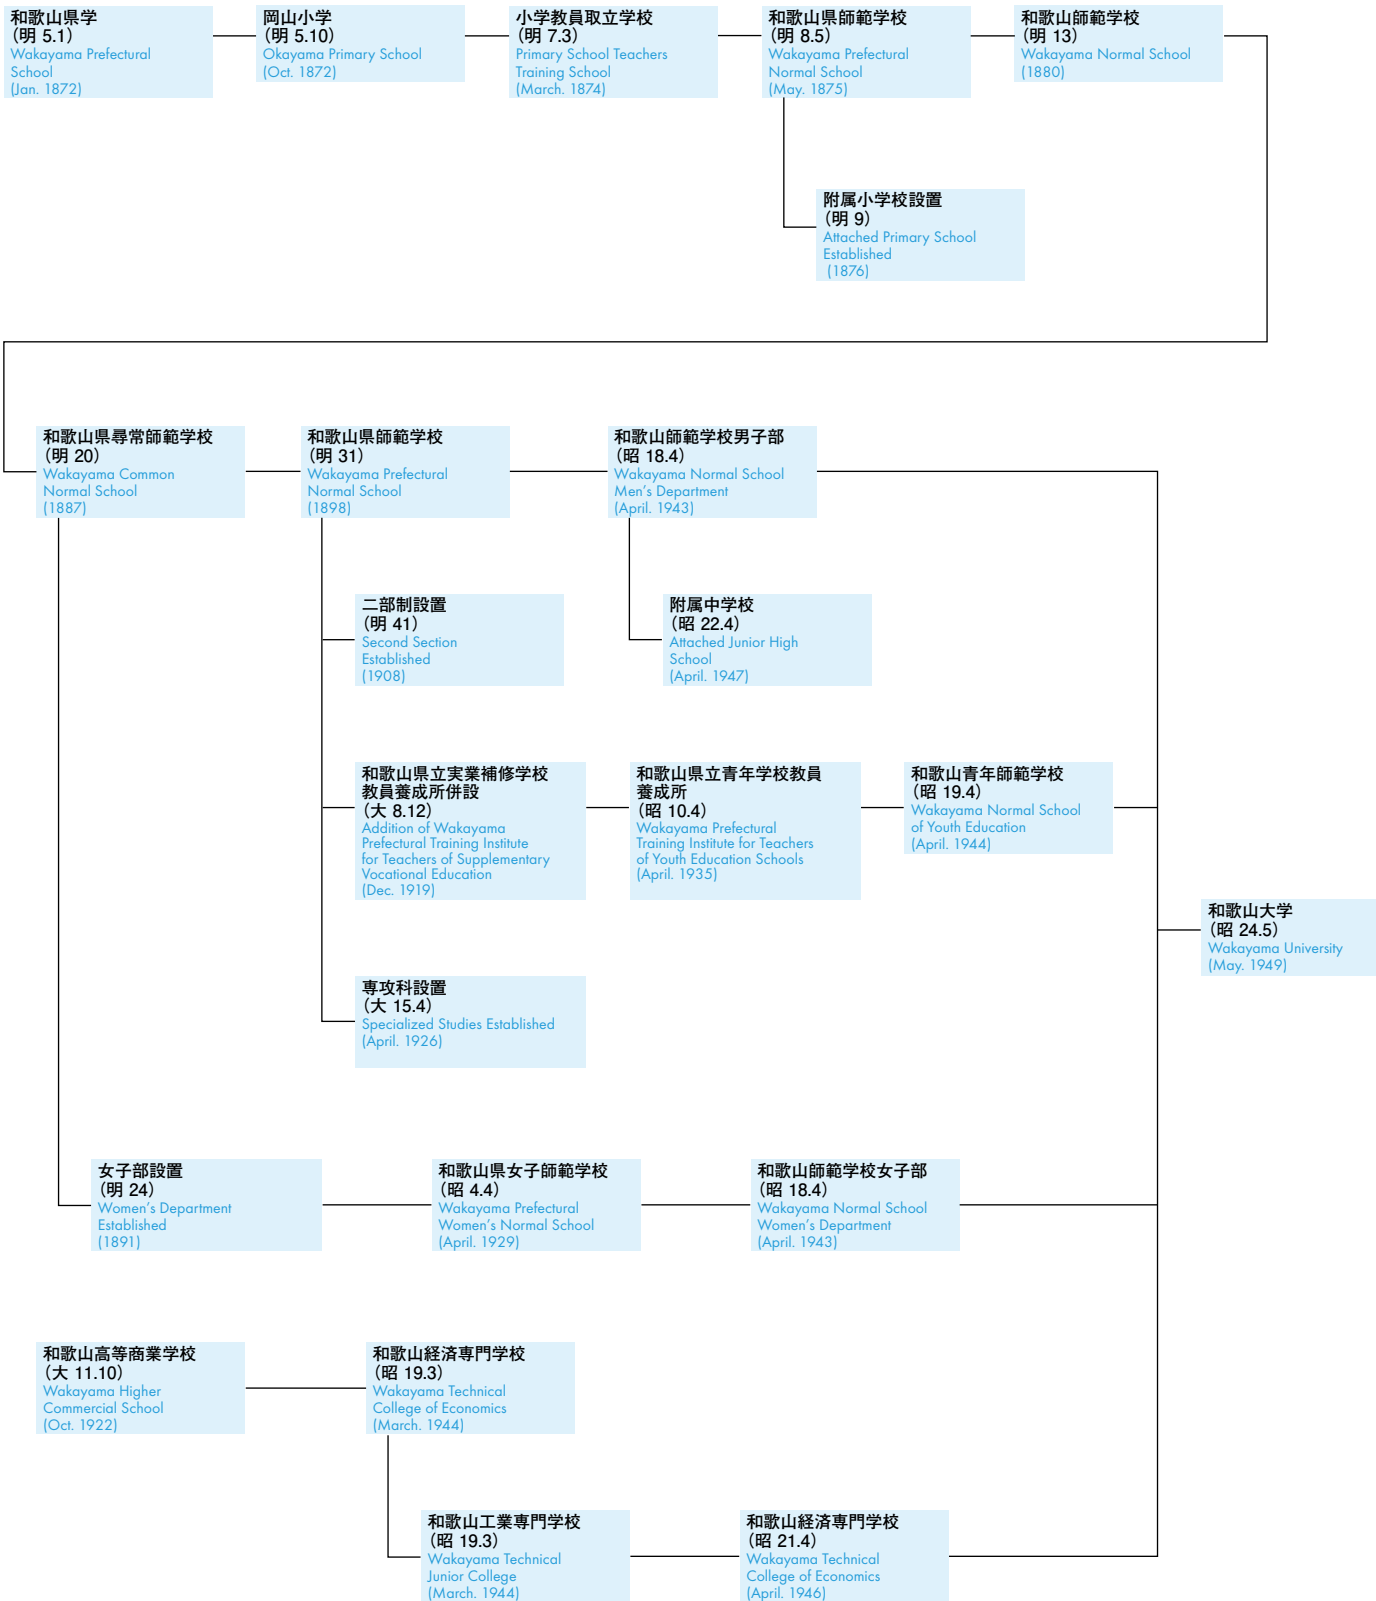 和歌山県学
（明 5.1）
Wakayama Prefectural
School
(Jan. 1872)
岡山小学
（明 5.10）
Okayama Primary School
(Oct. 1872)
小学教員取立学校
（明 7.3）
Primary School Teachers
Training School
(March. 1874)
和歌山県師範学校
（明 8.5）
Wakayama Prefectural
Normal School
(May. 1875)
和歌山師範学校
（明 13）
Wakayama Normal School
(1880)
附属小学校設置
（明 9）
Attached Primary School
Established
(1876)
和歌山県尋常師範学校
（明 20）
Wakayama Common
Normal School
(1887)
和歌山県師範学校
（明 31）
Wakayama Prefectural
Normal School
(1898)
和歌山師範学校男子部
（昭 18.4）
Wakayama Normal School
Men's Department
(April. 1943)
二部制設置
（明 41）
Second Section
Established
(1908)
附属中学校
（昭 22.4）
Attached Junior High
School
(April. 1947)
和歌山県立実業補修学校
教員養成所併設
（大 8.12）
Addition of Wakayama
Prefectural Training Institute
for Teachers of Supplementary
Vocational Education
(Dec. 1919)
和歌山県立青年学校教員
養成所
（昭 10.4）
Wakayama Prefectural
Training Institute for Teachers
of Youth Education Schools
(April. 1935)
和歌山青年師範学校
（昭 19.4）
Wakayama Normal School
of Youth Education
(April. 1944)
和歌山大学
（昭 24.5）
Wakayama University
(May. 1949)
専攻科設置
（大 15.4）
Specialized Studies Established
(April. 1926)
女子部設置
（明 24）
Women's Department
Established
(1891)
和歌山県女子師範学校
（昭 4.4）
Wakayama Prefectural
Women's Normal School
(April. 1929)
和歌山師範学校女子部
（昭 18.4）
Wakayama Normal School
Women's Department
(April. 1943)
和歌山高等商業学校
（大 11.10）
Wakayama Higher
Commercial School
(Oct. 1922)
和歌山経済専門学校
（昭 19.3）
Wakayama Technical
College of Economics
(March. 1944)
和歌山工業専門学校
（昭 19.3）
Wakayama Technical
Junior College
(March. 1944)
和歌山経済専門学校
（昭 21.4）
Wakayama Technical
College of Economics
(April. 1946)